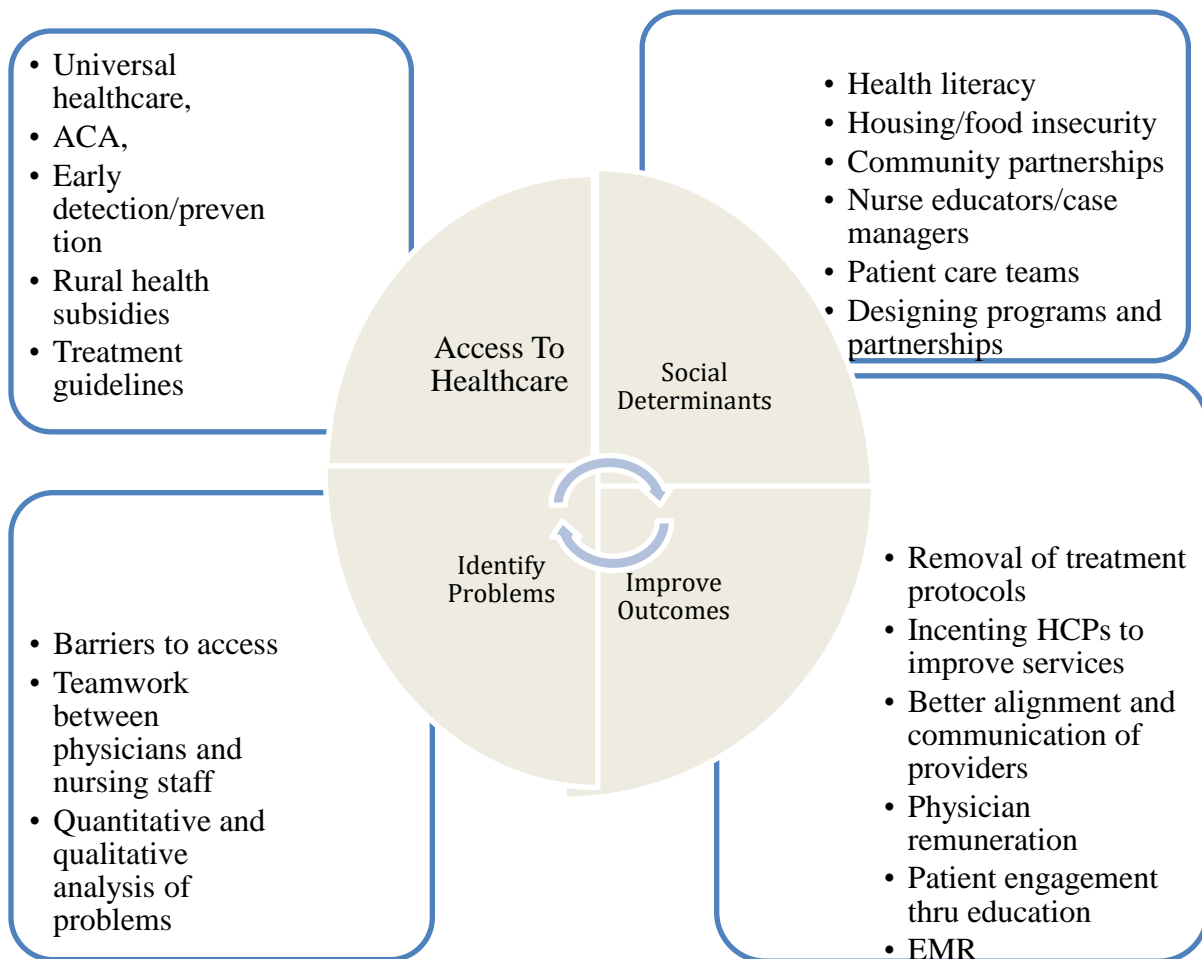 • Universal
healthcare,
• ACA,
• Early
detection/preven
tion
• Rural health
subsidies
• Treatment
guidelines
• Health literacy
• Housing/food insecurity
• Community partnerships
• Nurse educators/case
managers
• Patient care teams
• Designing programs and
partnerships
Access To
Healthcare
Social
Determinants
Identify
Problems
Improve
Outcomes
• Barriers to access
• Teamwork
between
physicians and
nursing staff
• Quantitative and
qualitative
analysis of
problems
• Removal of treatment
protocols
• Incenting HCPs to
improve services
• Better alignment and
communication of
providers
• Physician
remuneration
• Patient engagement
thru education
• EMR